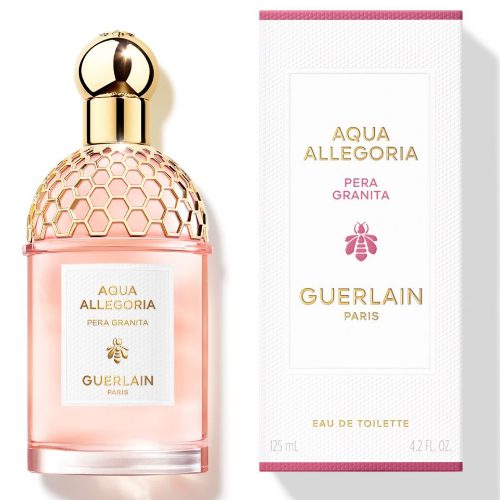 AQUA
ALLEGORIA
PERA GRANITA
GUERLAIN
PARIS
AQUA
ALLEGORIA
PERA
GRANITA
GUERLAIN
PARIS
EAU DE TOILETTE
125 mL 4.2 FL. OZ.